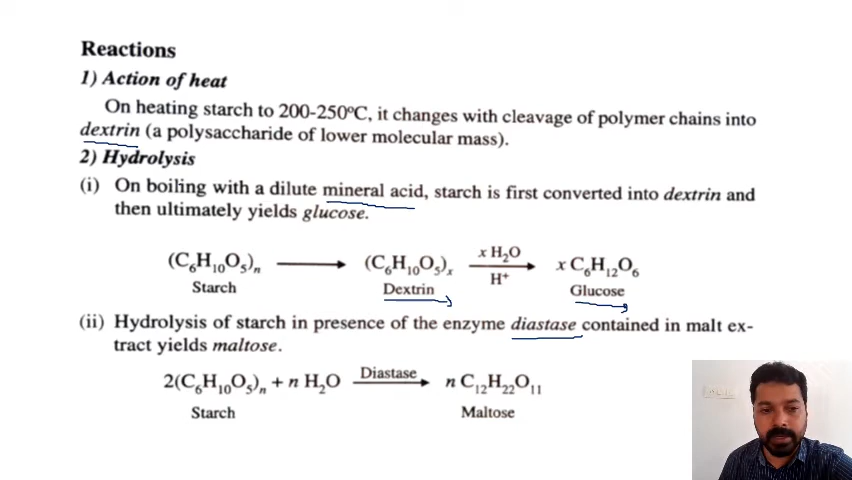 Reactions
1) Action of heat
On heating starch to 200-250ºC, it changes with cleavage of polymer chains into
dextrin (a polysaccharide of lower molecular mass).
2) Hydrolysis
(i) On boiling with a dilute mineral acid, starch is first converted into dextrin and
then ultimately yields glucose.
(C₆H₁₀O₅)ₙ ⟶ (C₆H₁₀O₅)ₓ x H₂O H⁺ ⟶ x C₆H₁₂O₆
Starch Dextrin Glucose
(ii) Hydrolysis of starch in presence of the enzyme diastase contained in malt ex-
tract yields maltose.
2(C₆H₁₀O₅)ₙ + n H₂O Diastase ⟶ n C₁₂H₂₂O₁₁
Starch Maltose